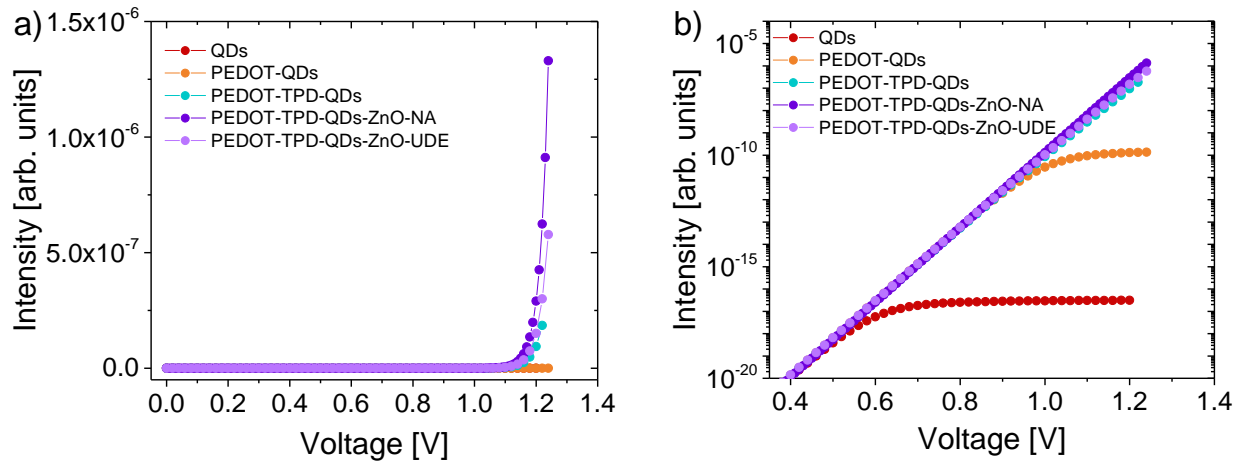 a)
1.5x10-6
1.0x10-6
5.0x10-7
0.0
Intensity [arb. units]
QDs
PEDOT-QDs
PEDOT-TPD-QDs
PEDOT-TPD-QDs-ZnO-NA
PEDOT-TPD-QDs-ZnO-UDE
0.0 0.2 0.4 0.6 0.8 1.0 1.2 1.4
Voltage [V]
b)
10-5
10-10
10-15
10-20
Intensity [arb. units]
QDs
PEDOT-QDs
PEDOT-TPD-QDs
PEDOT-TPD-QDs-ZnO-NA
PEDOT-TPD-QDs-ZnO-UDE
0.4 0.6 0.8 1.0 1.2 1.4
Voltage [V]